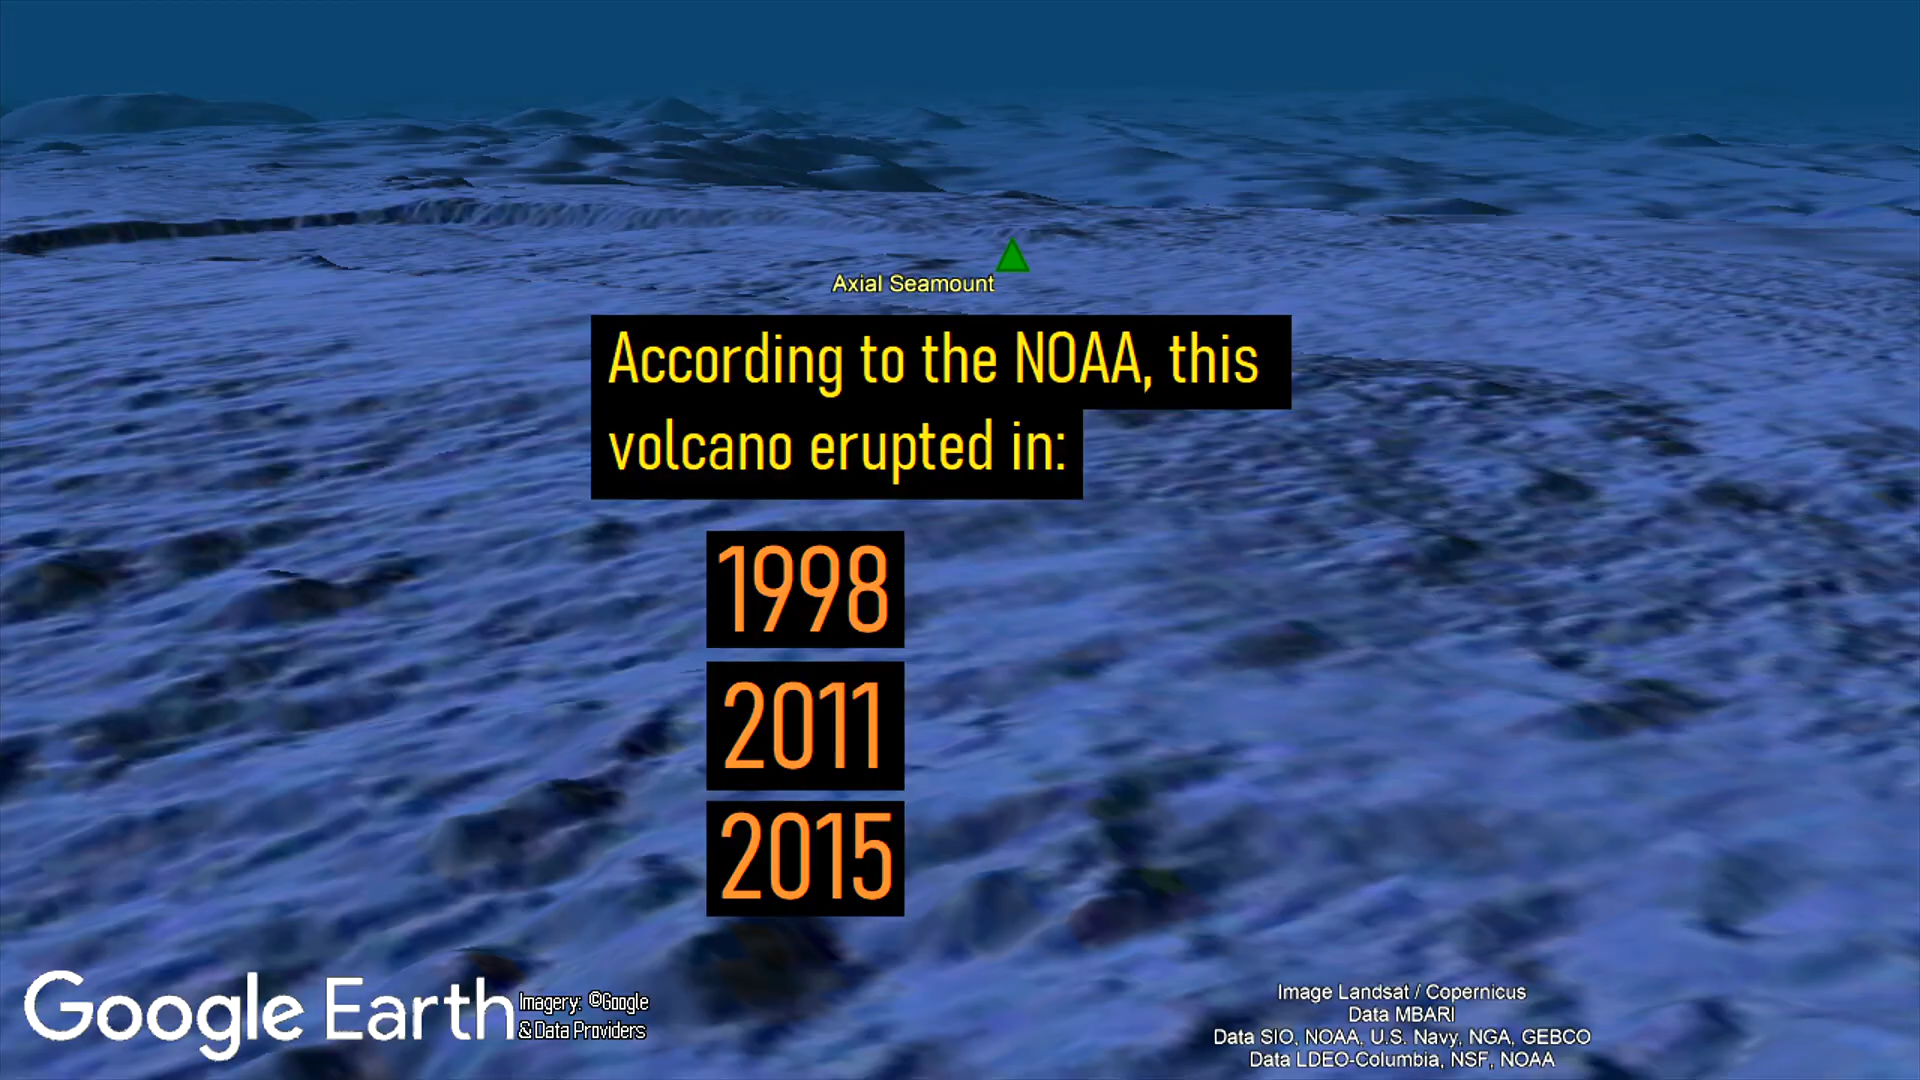 Axial Seamount
According to the NOAA, this
volcano erupted in:
1998
2011
2015
Google Earth
Imagery: ©Google
& Data Providers
Image Landsat / Copernicus
Data MBARI
Data SIO, NOAA, U.S. Navy, NGA, GEBCO
Data LDEO-Columbia, NSF, NOAA